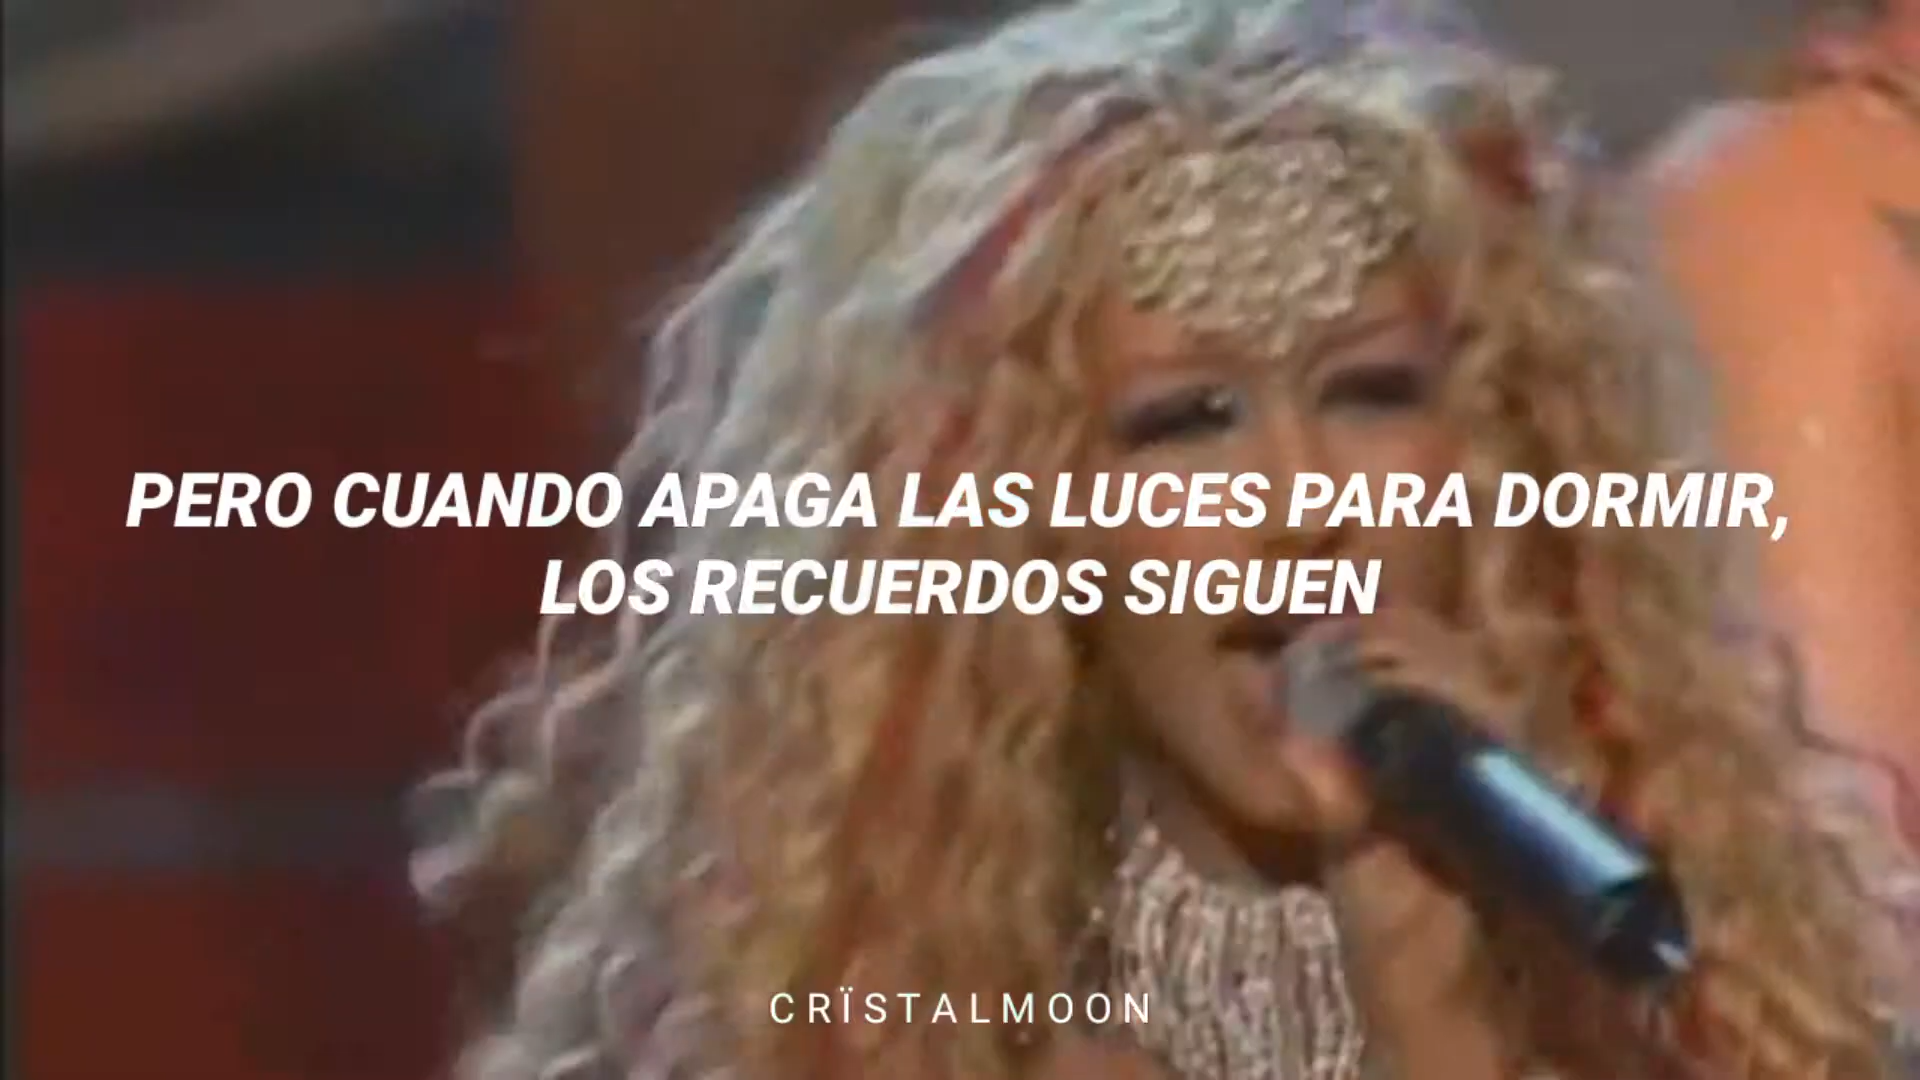 PERO CUANDO APAGA LAS LUCES PARA DORMIR,
LOS RECUERDOS SIGUEN
CRÏSTALMOON